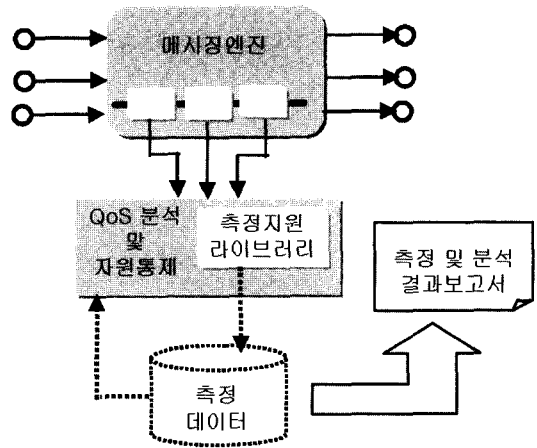 메시징엔진
QoS 분석
및
자원통제
측정지원
라이브러리
측정 및 분석
결과보고서
측정
데이터